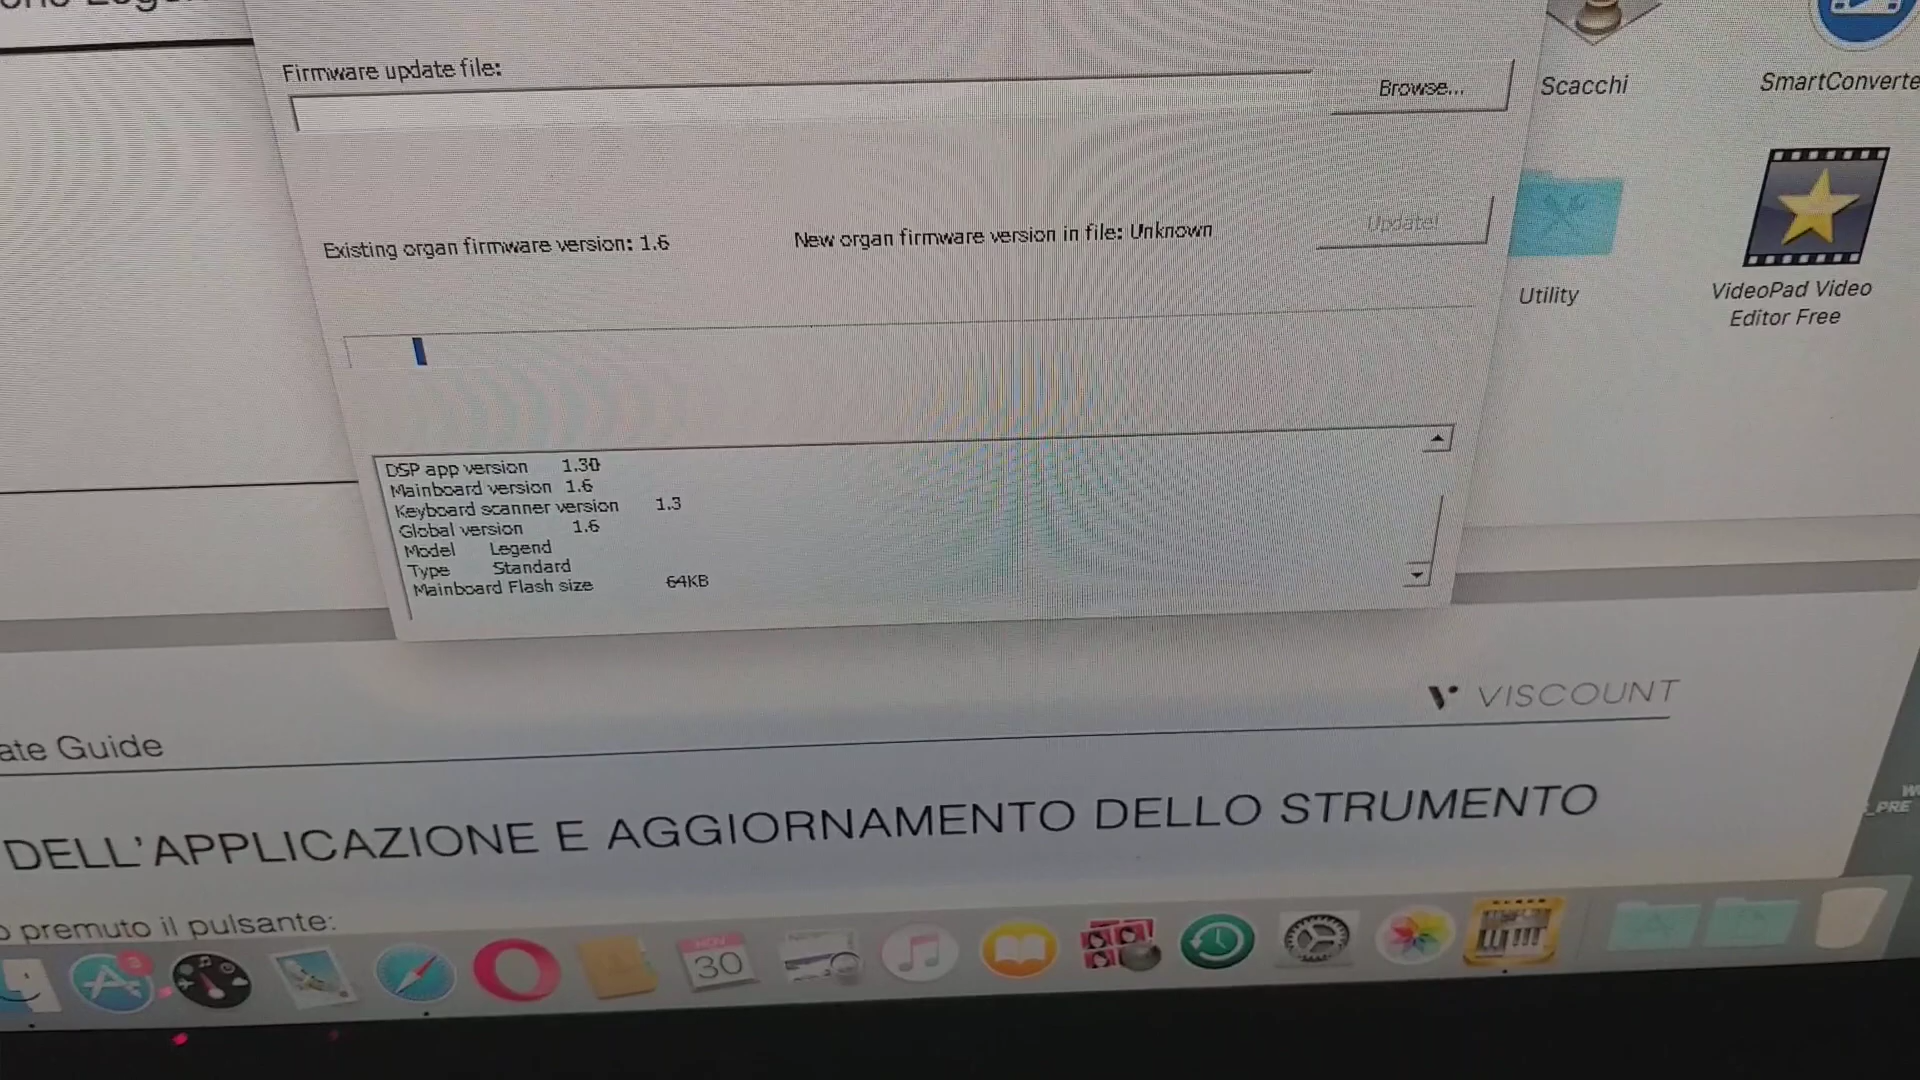 Firmware update file:
Browse...
Scacchi
SmartConverte
Existing organ firmware version: 1.6
New organ firmware version in file: Unknown
Update!
Utility
VideoPad Video
Editor Free
DSP app version 1.30
Mainboard version 1.6
Keyboard scanner version 1.3
Global version 1.6
Model Legend
Type Standard
Mainboard Flash size 64KB
VISCOUNT
ate Guide
DELL'APPLICAZIONE E AGGIORNAMENTO DELLO STRUMENTO
_PRE
o premuto il pulsante:
3
NOV
30